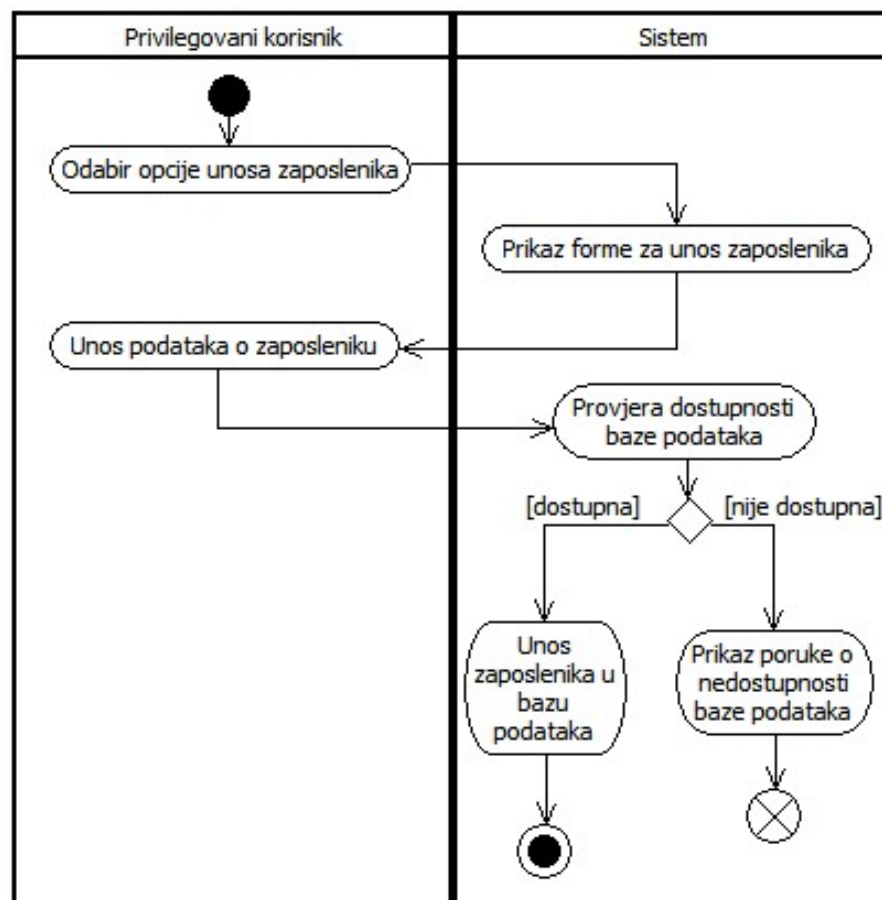 Privilegovani korisnik
Sistem
Odabir opcije unosa zaposlenika
Prikaz forme za unos zaposlenika
Unos podataka o zaposleniku
Provjera dostupnosti
baze podataka
[dostupna]
[nije dostupna]
Unos
zaposlenika u
bazu
podataka
Prikaz poruke o
nedostupnosti
baze podataka